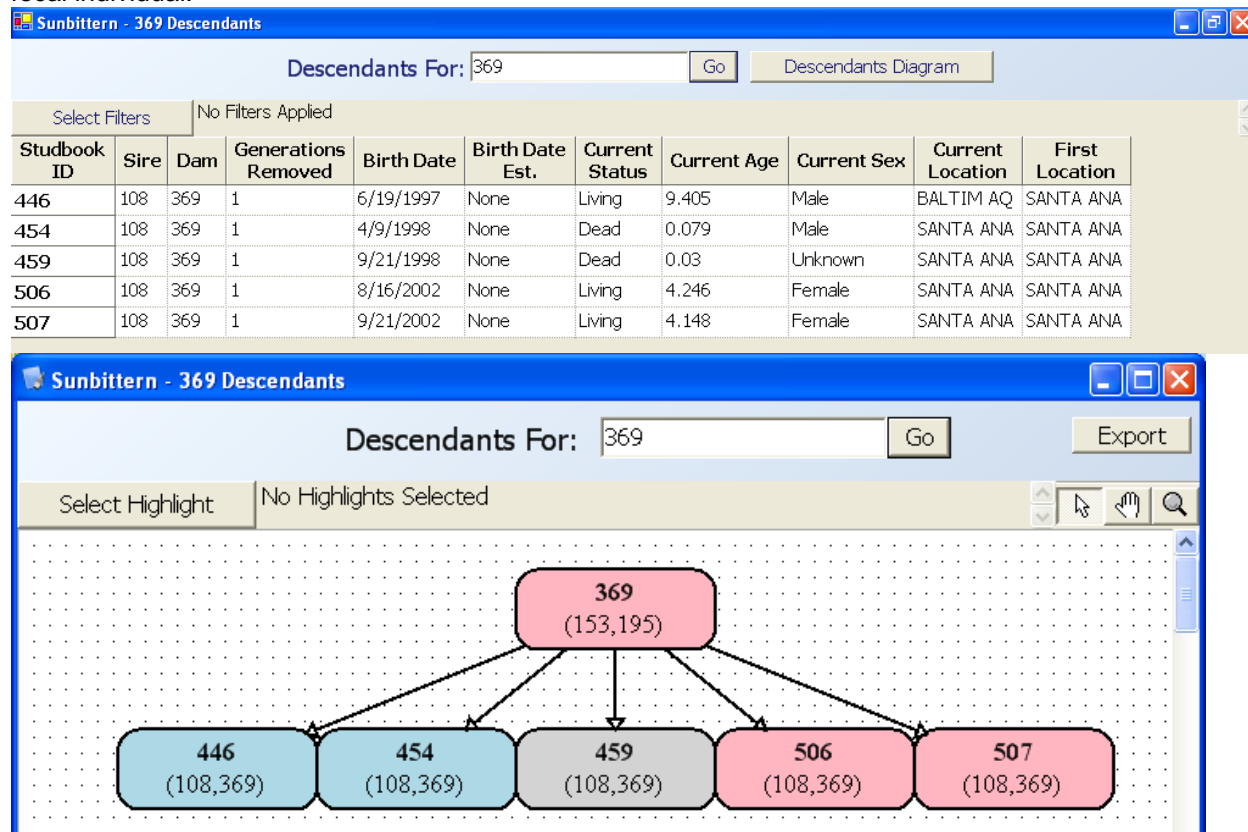 Sunbittern - 369 Descendants
Descendants For: 369 Go Descendants Diagram
Select Filters No Filters Applied
Studbook ID Sire Dam Generations Removed Birth Date Birth Date Est. Current Status Current Age Current Sex Current Location First Location
446 108 369 1 6/19/1997 None Living 9.405 Male BALTIM AQ SANTA ANA
454 108 369 1 4/9/1998 None Dead 0.079 Male SANTA ANA SANTA ANA
459 108 369 1 9/21/1998 None Dead 0.03 Unknown SANTA ANA SANTA ANA
506 108 369 1 8/16/2002 None Living 4.246 Female SANTA ANA SANTA ANA
507 108 369 1 9/21/2002 None Living 4.148 Female SANTA ANA SANTA ANA
Sunbittern - 369 Descendants
Descendants For: 369 Go Export
Select Highlight No Highlights Selected
369
(153,195)
446 454 459 506 507
(108,369) (108,369) (108,369) (108,369) (108,369)